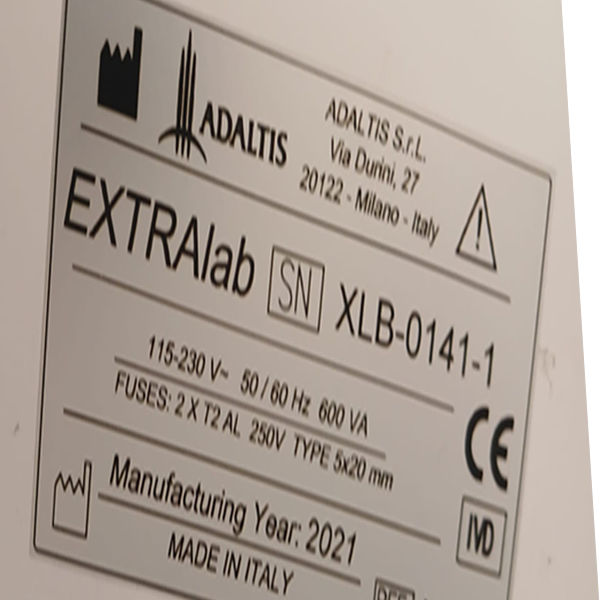 ADALTIS
ADALTIS S.r.L.
Via Durini, 27
20122 - Milano - Italy
EXTRAlab SN XLB-0141-1
115-230 V~ 50 / 60 Hz 600 VA
FUSES: 2 X T2 AL 250V TYPE 5x20 mm
CE
IVD
Manufacturing Year: 2021
MADE IN ITALY